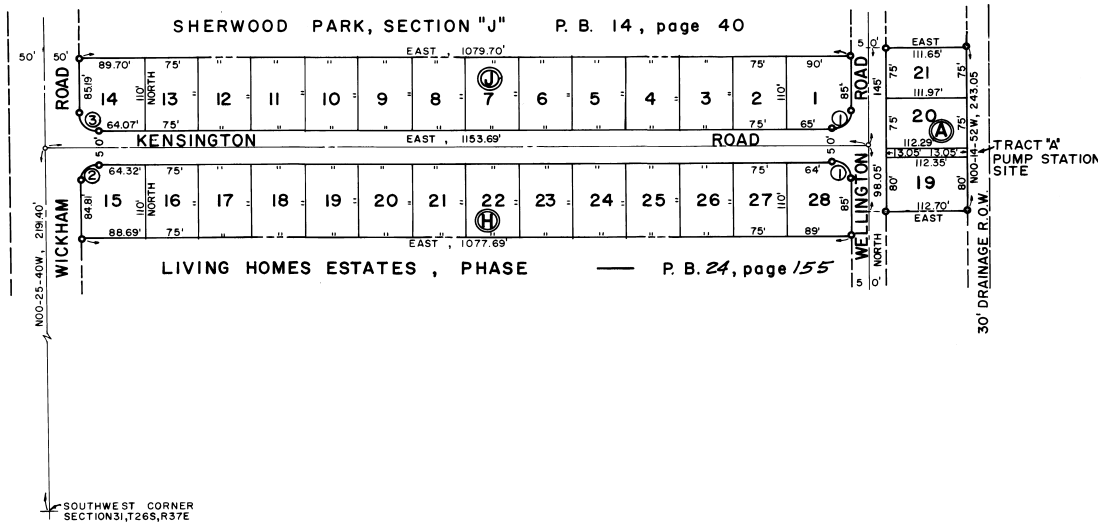 SHERWOOD PARK, SECTION "J" P. B. 14, page 40
50' 50' EAST, 1079.70' 5 0' EAST
89.70' 75' " " " " " " " " " " 75' 90' 111.65'
ROAD 85.19' 14 110' NORTH 13 12 11 10 9 8 7 6 5 4 3 2 110' 1 85' ROAD 145' 75' 21 75'
J
111.97'
75' 20 75'
A
3 64.07' 75' " " " " " " " " " " 75' 65' 1
KENSINGTON EAST, 1153.69' ROAD
5 0' 5 0'
112.29'
13.05' 13.05'
112.35'
TRACT "A"
PUMP STATION
SITE
2 64.32' 75' " " " " " " " " " " 75' 64' 1
WICKHAM 84.81' 15 110' NORTH 16 17 18 19 20 21 22 23 24 25 26 27 110' 28 85' WELLINGTON 98.05' 80' 19 80'
H
88.69' 75' " " " " " " " " " " 75' 89' 112.70'
EAST, 1077.69' EAST
N00-14-52W, 243.05
30' DRAINAGE R.O.W.
LIVING HOMES ESTATES, PHASE — P. B. 24, page 155
NORTH
5 0'
N00-25-40W, 2191.40'
SOUTHWEST CORNER
SECTION31,T26S,R37E